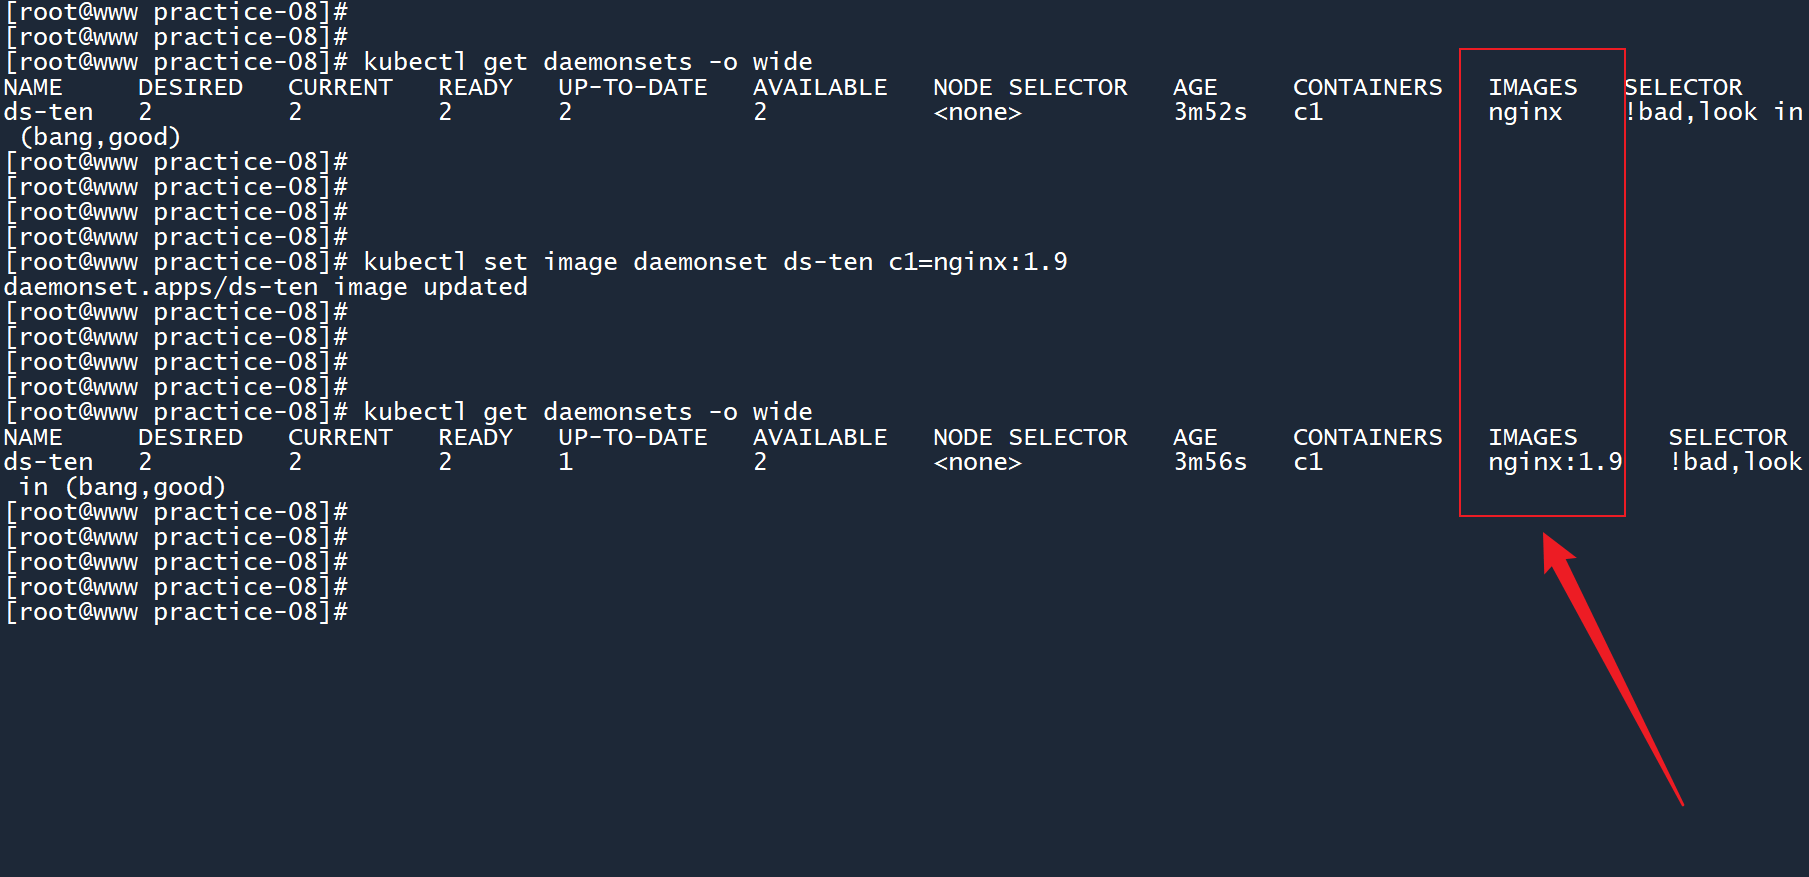 [root@www practice-08]#
[root@www practice-08]#
[root@www practice-08]# kubectl get daemonsets -o wide
NAME     DESIRED   CURRENT   READY   UP-TO-DATE   AVAILABLE   NODE SELECTOR   AGE     CONTAINERS   IMAGES   SELECTOR
ds-ten   2         2         2       2            2           <none>          3m52s   c1           nginx    !bad,look in
 (bang,good)
[root@www practice-08]#
[root@www practice-08]#
[root@www practice-08]#
[root@www practice-08]#
[root@www practice-08]# kubectl set image daemonset ds-ten c1=nginx:1.9
daemonset.apps/ds-ten image updated
[root@www practice-08]#
[root@www practice-08]#
[root@www practice-08]#
[root@www practice-08]#
[root@www practice-08]# kubectl get daemonsets -o wide
NAME     DESIRED   CURRENT   READY   UP-TO-DATE   AVAILABLE   NODE SELECTOR   AGE     CONTAINERS   IMAGES      SELECTOR
ds-ten   2         2         2       1            2           <none>          3m56s   c1           nginx:1.9   !bad,look
 in (bang,good)
[root@www practice-08]#
[root@www practice-08]#
[root@www practice-08]#
[root@www practice-08]#
[root@www practice-08]#